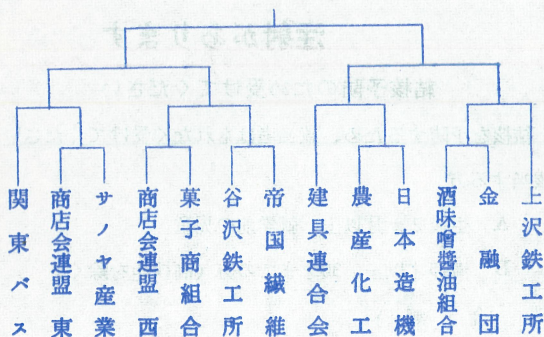 関東バス
商店会連盟東
サノヤ産業
商店会連盟西
菓子商組合
谷沢鉄工所
帝国繊維
建具連合会
農産化工
日本造機
酒味噌醬油組合
金融団
上沢鉄工所